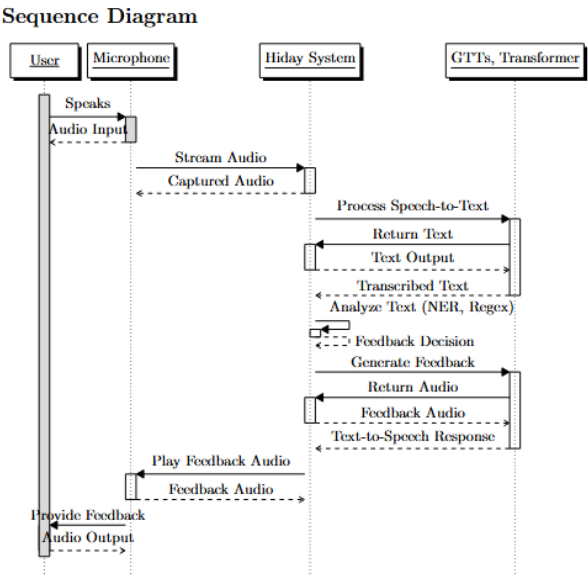 Sequence Diagram
User
Microphone
Hiday System
GTTs, Transformer
Speaks
Audio Input
Stream Audio
Captured Audio
Process Speech-to-Text
Return Text
Text Output
Transcribed Text
Analyze Text (NER, Regex)
Feedback Decision
Generate Feedback
Return Audio
Feedback Audio
Text-to-Speech Response
Play Feedback Audio
Feedback Audio
Provide Feedback
Audio Output